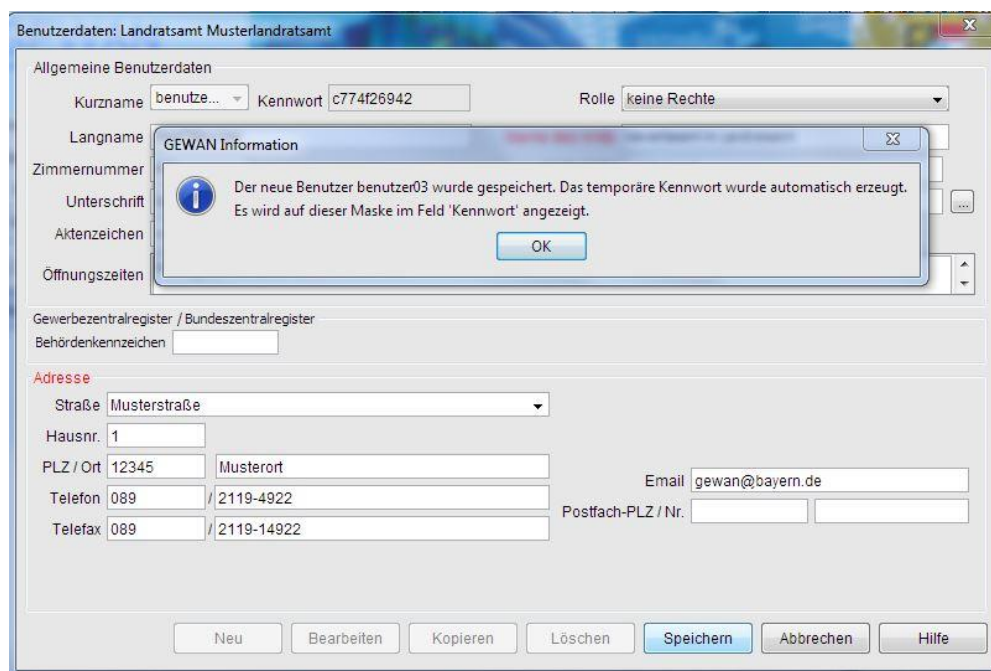 Benutzerdaten: Landratsamt Musterlandratsamt
Allgemeine Benutzerdaten
Kurzname benutze... Kennwort c774f26942 Rolle keine Rechte
Langname
GEWAN Information
Zimmernummer
Der neue Benutzer benutzer03 wurde gespeichert. Das temporäre Kennwort wurde automatisch erzeugt.
Unterschrift ...
Es wird auf dieser Maske im Feld 'Kennwort' angezeigt.
Aktenzeichen
OK
Öffnungszeiten
Gewerbezentralregister / Bundeszentralregister
Behördenkennzeichen
Adresse
Straße Musterstraße
Hausnr. 1
PLZ / Ort 12345 Musterort
Email gewan@bayern.de
Telefon 089 / 2119-4922
Postfach-PLZ / Nr.
Telefax 089 / 2119-14922
Neu Bearbeiten Kopieren Löschen Speichern Abbrechen Hilfe